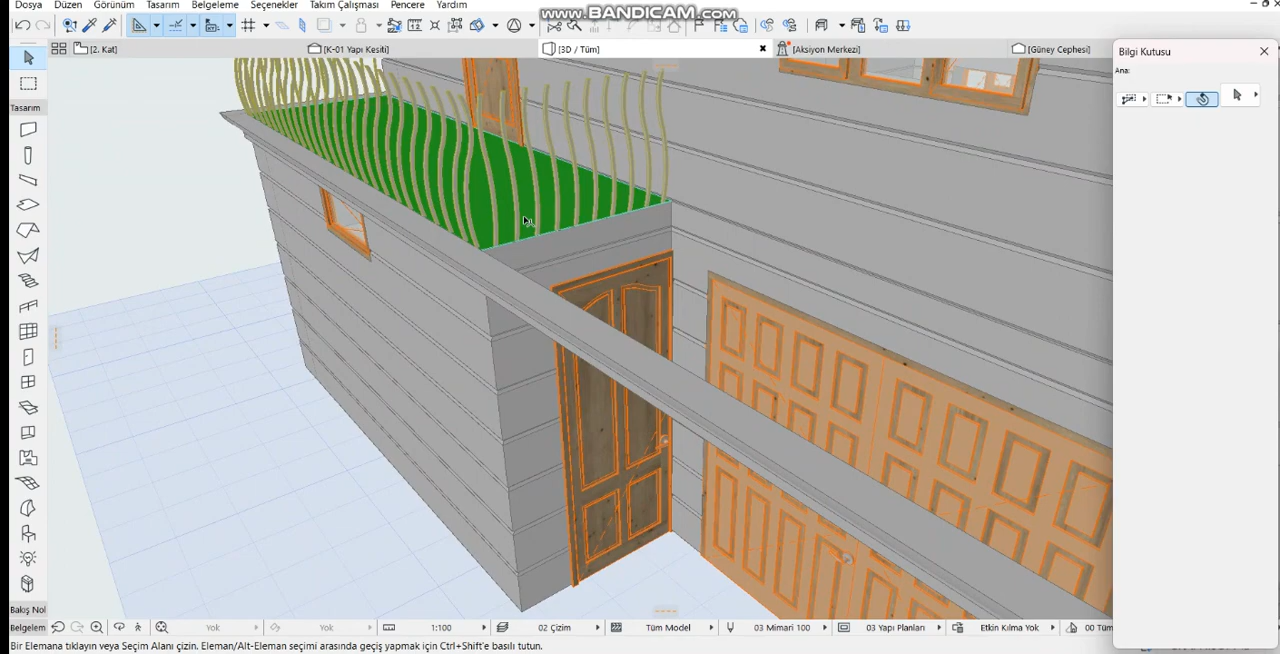 www.BANDICAM.com
Dosya Düzen Görünüm Tasarım Belgeleme Seçenekler Takım Çalışması Pencere Yardım
[2. Kat] [K-01 Yapı Kesiti] [3D / Tüm] [Aksiyon Merkezi] [Güney Cephesi]
Bilgi Kutusu
Ana:
Tasarım
Bakış Nol
Belgelem
Yok Yok 1:100 02 Çizim Tüm Model 03 Mimari 100 03 Yapı Planları Etkin Kılma Yok 00 Tüm
Bir Elemana tıklayın veya Seçim Alanı çizin. Eleman/Alt-Eleman seçimi arasında geçiş yapmak için Ctrl+Shift'e basılı tutun.